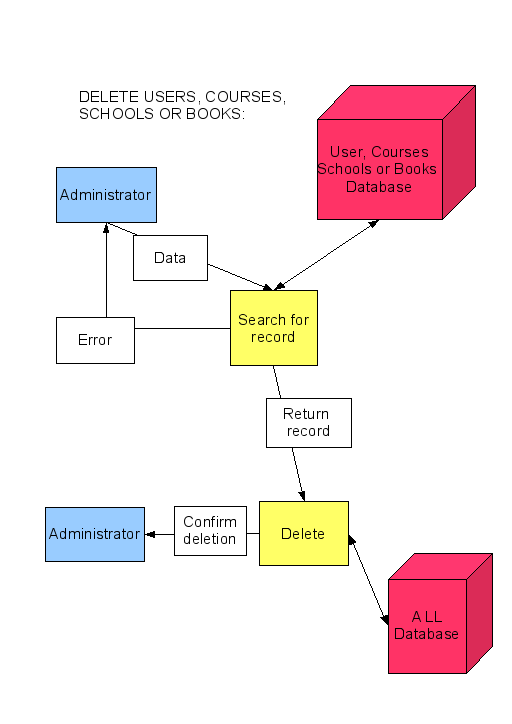 DELETE USERS, COURSES,
SCHOOLS OR BOOKS:
User, Courses
Schools or Books
Database
Administrator
Data
Search for
record
Error
Return
record
Administrator
Confirm
deletion
Delete
ALL
Database